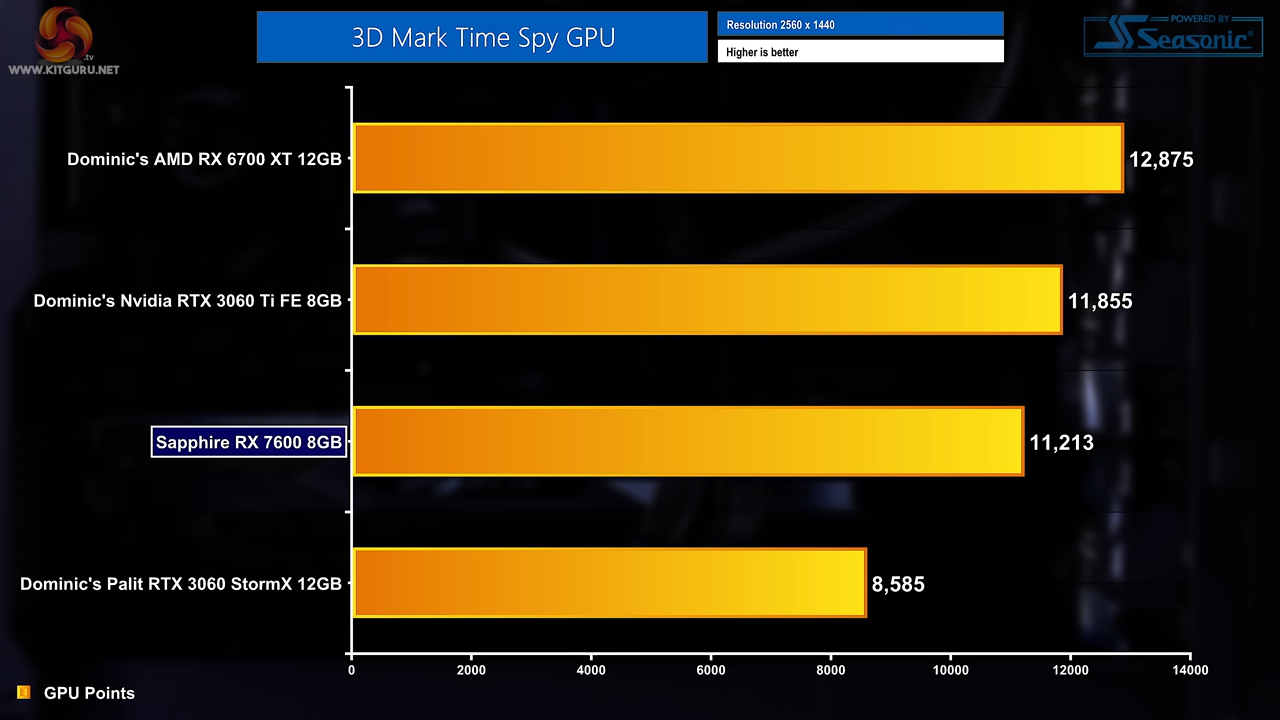 .tv
WWW.KITGURU.NET
3D Mark Time Spy GPU
Resolution 2560 x 1440
Higher is better
POWERED BY
Seasonic®
Dominic's AMD RX 6700 XT 12GB
12,875
Dominic's Nvidia RTX 3060 Ti FE 8GB
11,855
Sapphire RX 7600 8GB
11,213
Dominic's Palit RTX 3060 StormX 12GB
8,585
0 2000 4000 6000 8000 10000 12000 14000
GPU Points